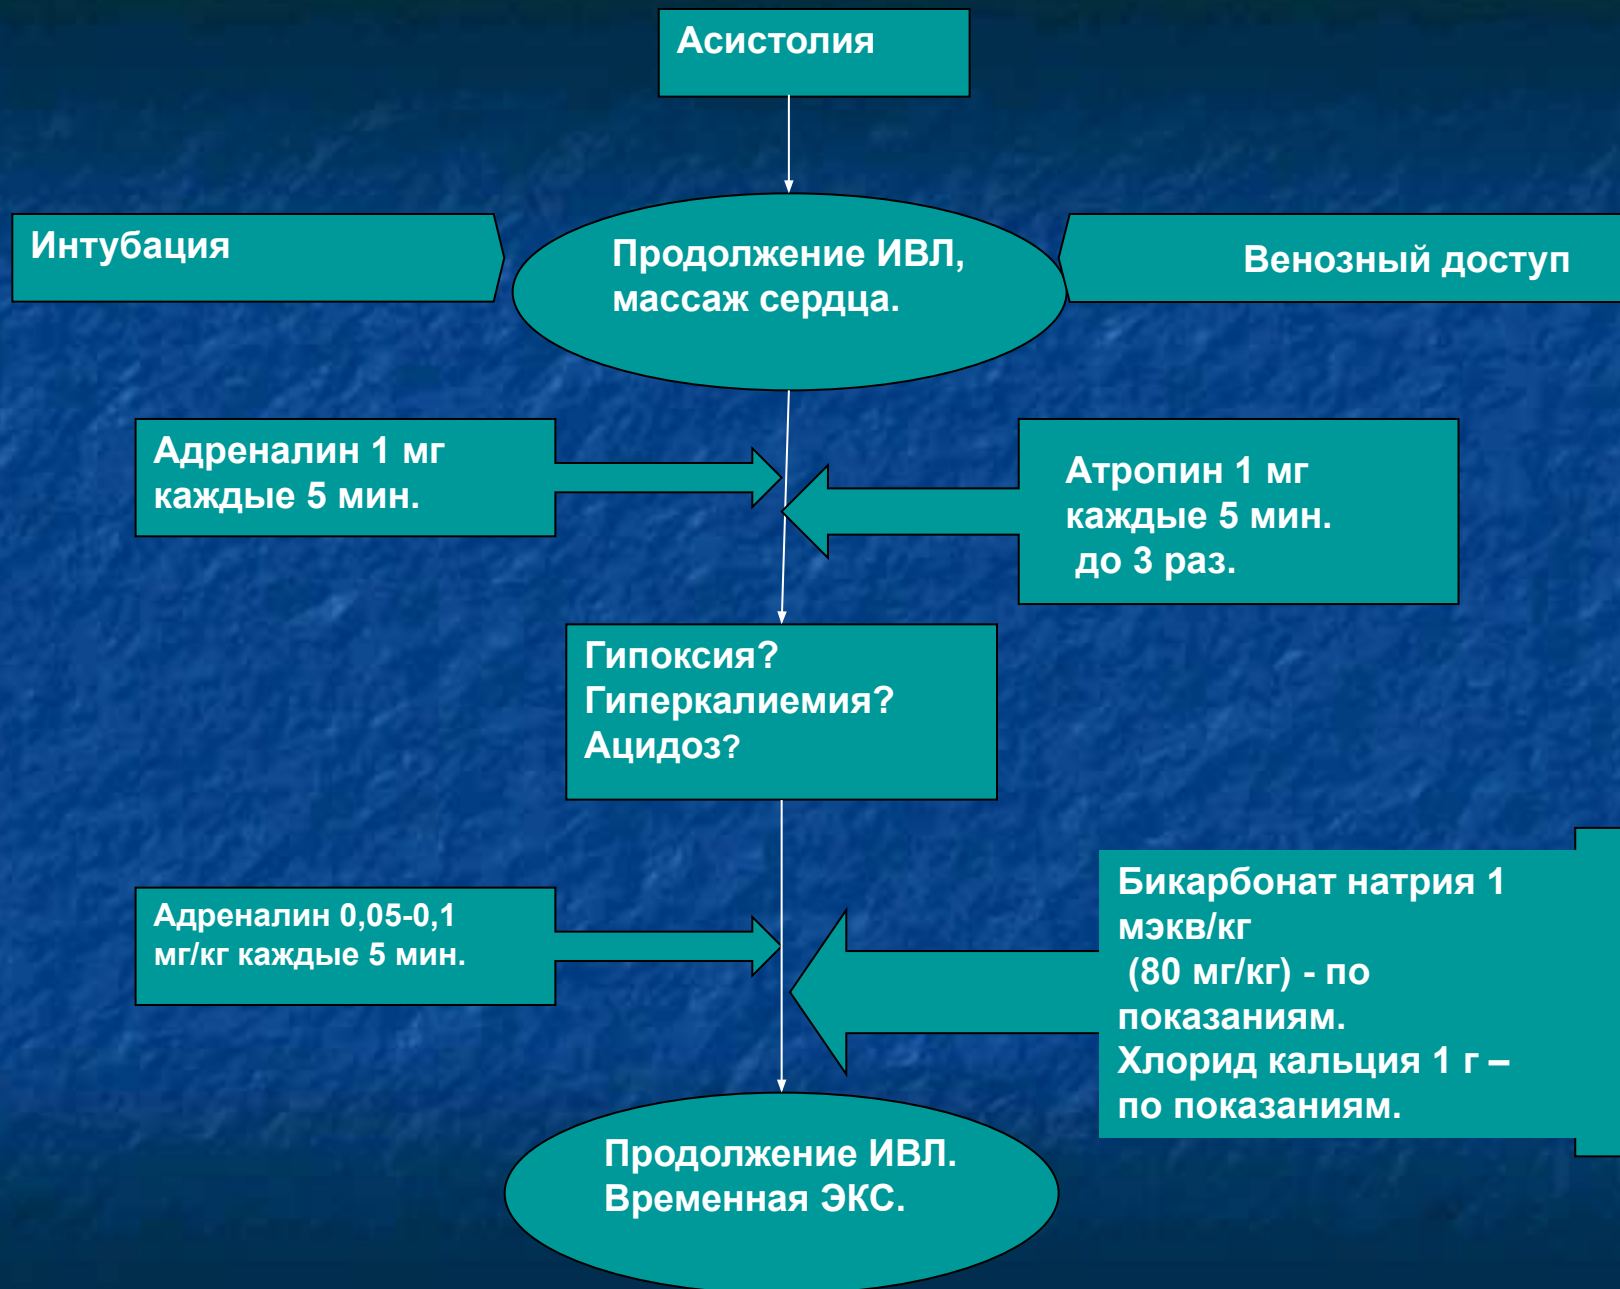 Асистолия
Интубация
Продолжение ИВЛ,
массаж сердца.
Венозный доступ
Адреналин 1 мг
каждые 5 мин.
Атропин 1 мг
каждые 5 мин.
до 3 раз.
Гипоксия?
Гиперкалиемия?
Ацидоз?
Адреналин 0,05-0,1
мг/кг каждые 5 мин.
Бикарбонат натрия 1
мэкв/кг
(80 мг/кг) - по
показаниям.
Хлорид кальция 1 г –
по показаниям.
Продолжение ИВЛ.
Временная ЭКС.